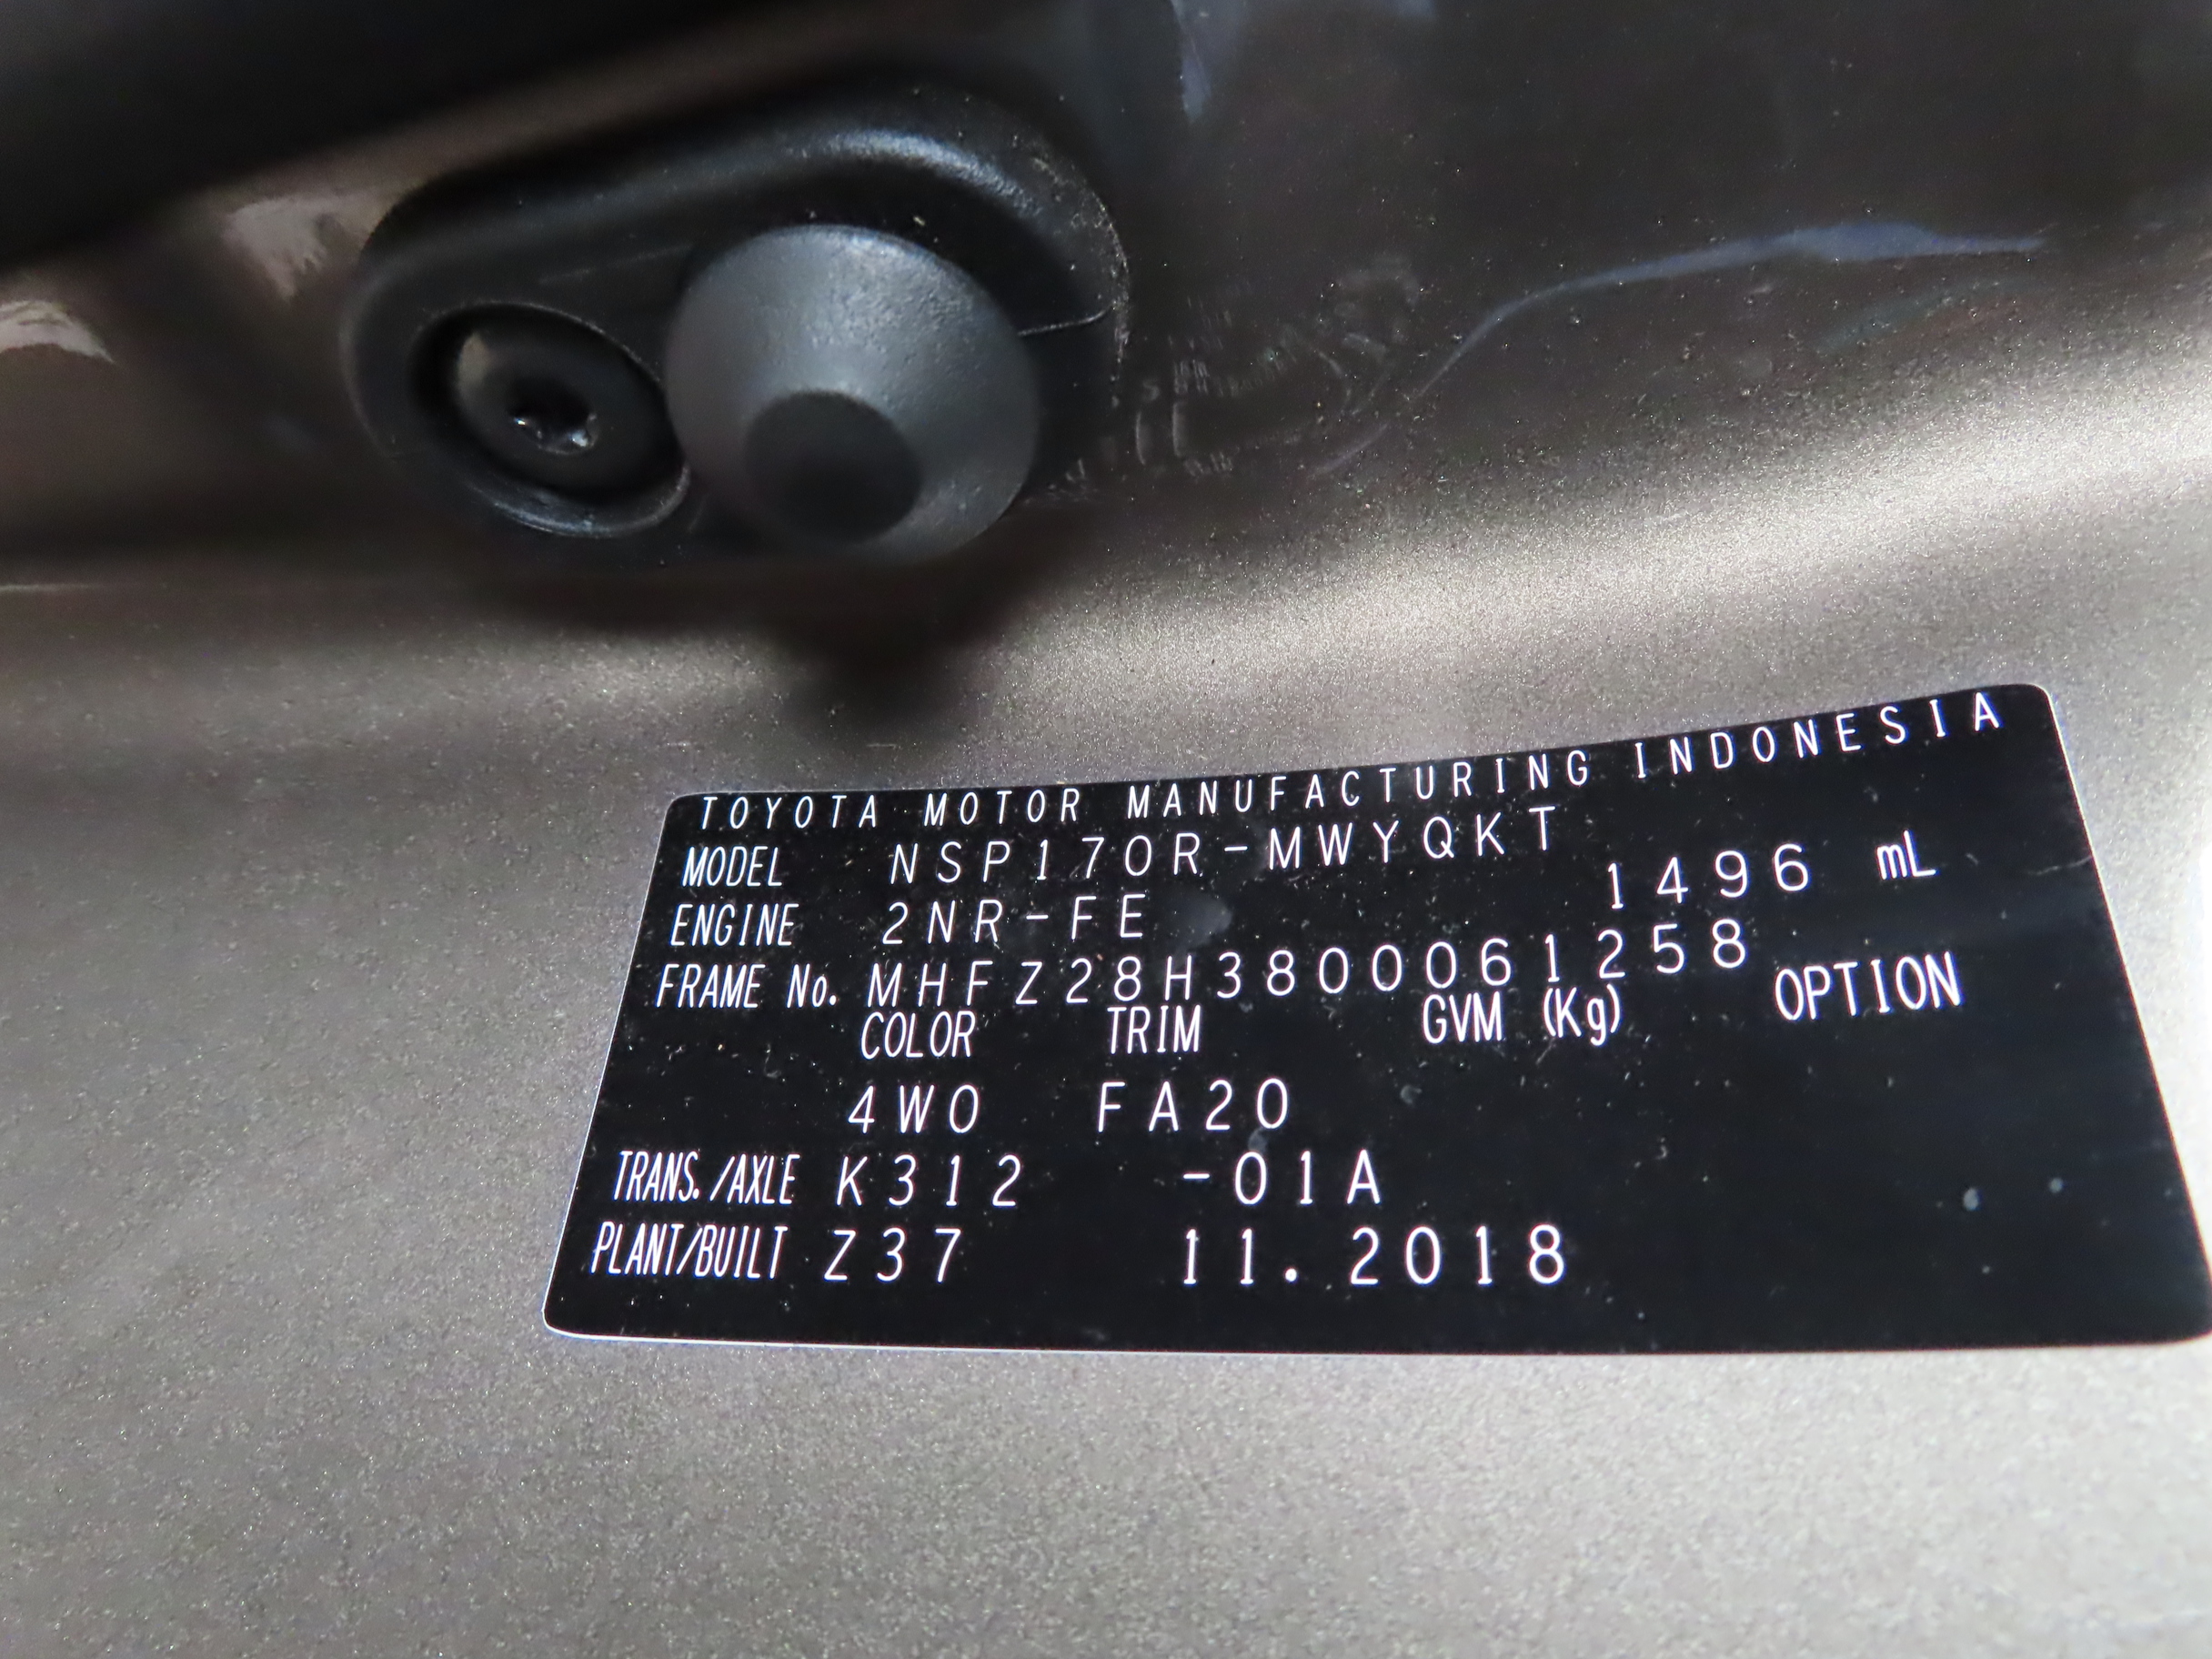 TOYOTA MOTOR MANUFACTURING INDONESIA
MODEL NSP170R-MWYQKT
ENGINE 2NR-FE 1496 mL
FRAME No. MHFZ28H3800061258
COLOR TRIM GVM (Kg) OPTION
4W0 FA20
TRANS./AXLE K312 -01A
PLANT/BUILT Z37 11.2018